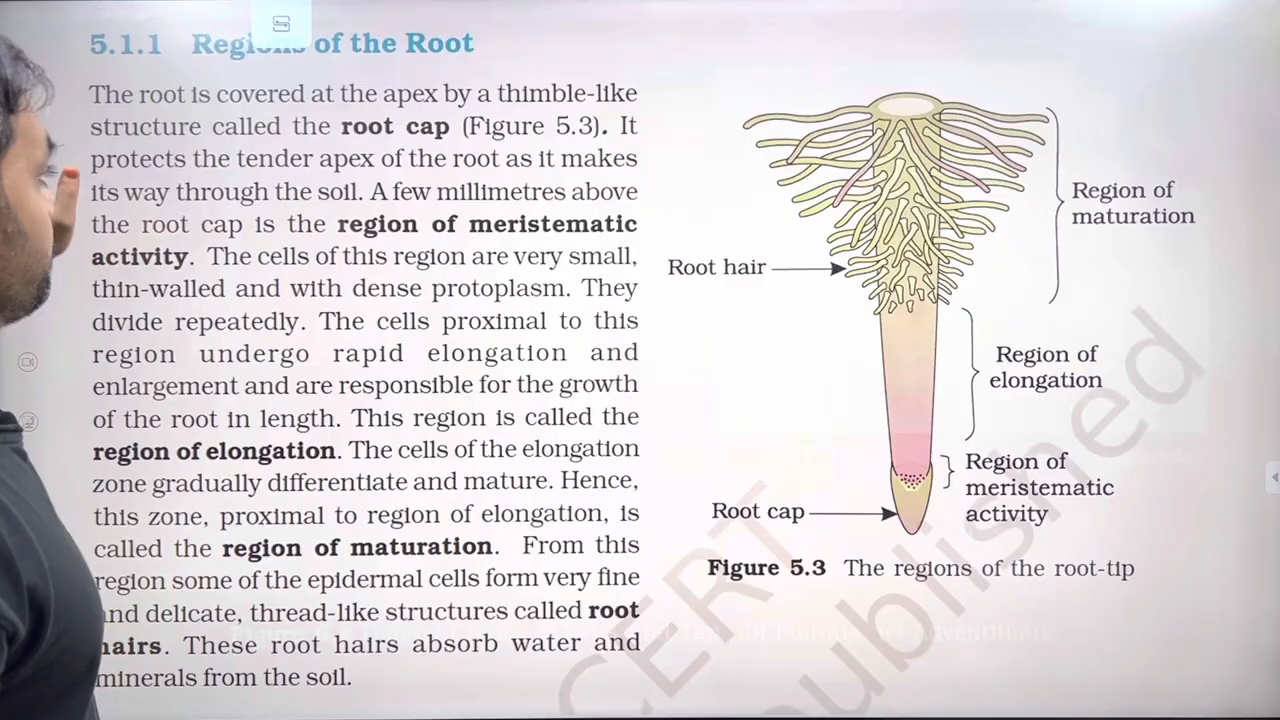 5.1.1 Regions of the Root
The root is covered at the apex by a thimble-like
structure called the root cap (Figure 5.3). It
protects the tender apex of the root as it makes
its way through the soil. A few millimetres above
the root cap is the region of meristematic
activity. The cells of this region are very small,
thin-walled and with dense protoplasm. They
divide repeatedly. The cells proximal to this
region undergo rapid elongation and
enlargement and are responsible for the growth
of the root in length. This region is called the
region of elongation. The cells of the elongation
zone gradually differentiate and mature. Hence,
this zone, proximal to region of elongation, is
called the region of maturation. From this
region some of the epidermal cells form very fine
and delicate, thread-like structures called root
hairs. These root hairs absorb water and
minerals from the soil.
Region of
maturation
Root hair
Region of
elongation
Region of
meristematic
activity
Root cap
Figure 5.3 The regions of the root-tip
CERT
published